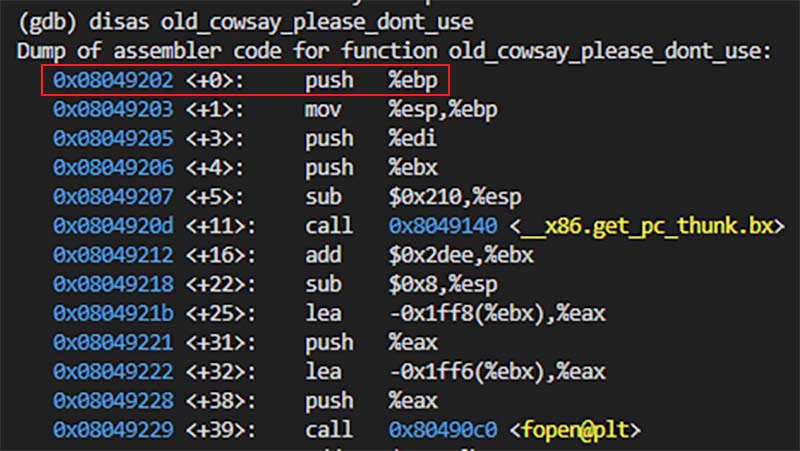 (gdb) disas old_cowsay_please_dont_use
Dump of assembler code for function old_cowsay_please_dont_use:
0x08049202 <+0>: push %ebp
0x08049203 <+1>: mov %esp,%ebp
0x08049205 <+3>: push %edi
0x08049206 <+4>: push %ebx
0x08049207 <+5>: sub $0x210,%esp
0x0804920d <+11>: call 0x8049140 <__x86.get_pc_thunk.bx>
0x08049212 <+16>: add $0x2dee,%ebx
0x08049218 <+22>: sub $0x8,%esp
0x0804921b <+25>: lea -0x1ff8(%ebx),%eax
0x08049221 <+31>: push %eax
0x08049222 <+32>: lea -0x1ff6(%ebx),%eax
0x08049228 <+38>: push %eax
0x08049229 <+39>: call 0x80490c0 <fopen@plt>